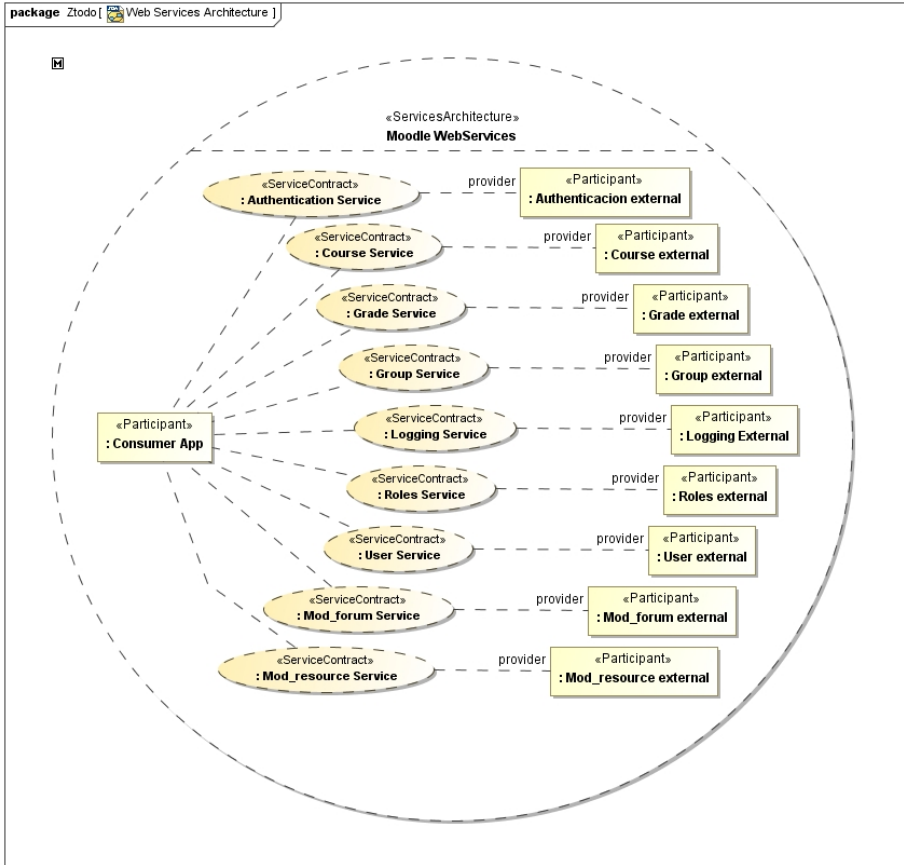 package Ztodo [ Web Services Architecture ]
M
«ServicesArchitecture»
Moodle WebServices
«ServiceContract»
: Authentication Service
provider
«Participant»
: Authenticacion external
«ServiceContract»
: Course Service
provider
«Participant»
: Course external
«ServiceContract»
: Grade Service
provider
«Participant»
: Grade external
«ServiceContract»
: Group Service
provider
«Participant»
: Group external
«Participant»
: Consumer App
«ServiceContract»
: Logging Service
provider
«Participant»
: Logging External
«ServiceContract»
: Roles Service
provider
«Participant»
: Roles external
«ServiceContract»
: User Service
provider
«Participant»
: User external
«ServiceContract»
: Mod_forum Service
provider
«Participant»
: Mod_forum external
«ServiceContract»
: Mod_resource Service
provider
«Participant»
: Mod_resource external